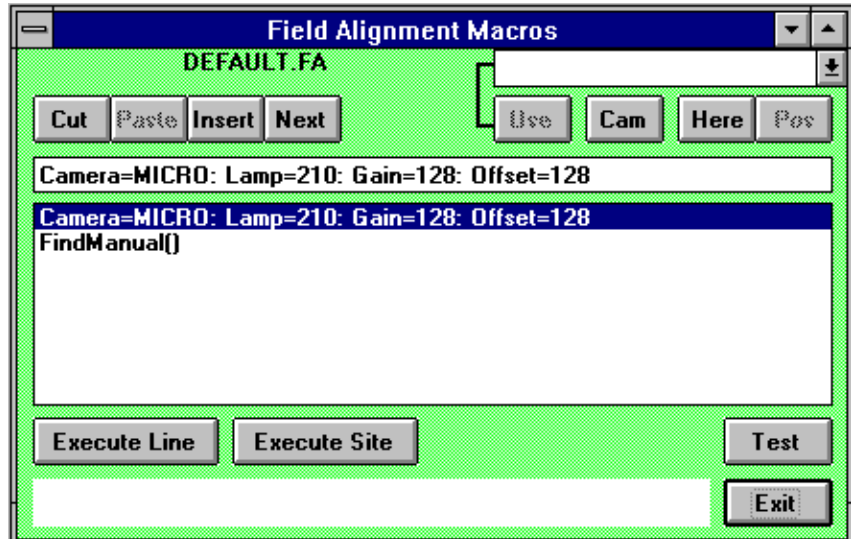 Field Alignment Macros
DEFAULT.FA
Cut Paste Insert Next Use Cam Here Pos
Camera=MICRO: Lamp=210: Gain=128: Offset=128
Camera=MICRO: Lamp=210: Gain=128: Offset=128
FindManual()
Execute Line Execute Site Test
Exit